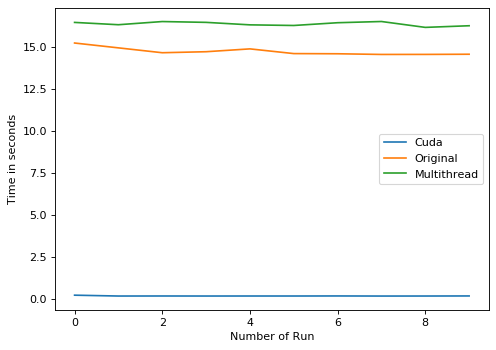 Time in seconds
15.0
12.5
10.0
7.5
5.0
2.5
0.0
Cuda
Original
Multithread
0
2
4
6
8
Number of Run